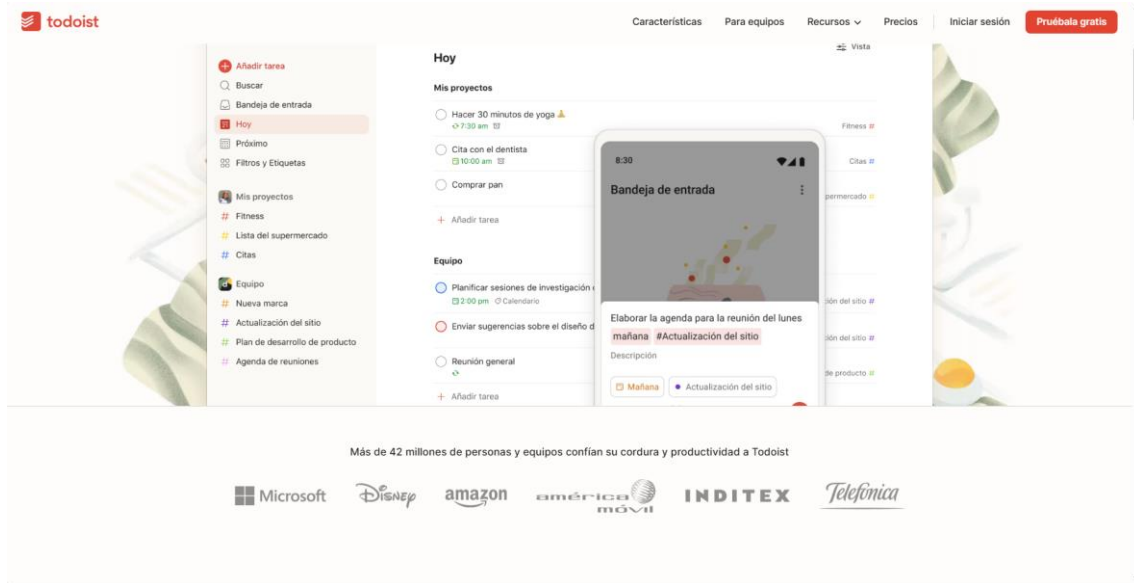 todoist
Características Para equipos Recursos Precios Iniciar sesión Pruébala gratis
Añadir tarea
Buscar
Bandeja de entrada
Hoy
Próximo
Filtros y Etiquetas
Mis proyectos
# Fitness
# Lista del supermercado
# Citas
Equipo
# Nueva marca
# Actualización del sitio
# Plan de desarrollo de producto
# Agenda de reuniones
Vista
Hoy
Mis proyectos
Hacer 30 minutos de yoga
7:30 am
Fitness #
Cita con el dentista
10:00 am
Citas #
Comprar pan
permercado #
+ Añadir tarea
Equipo
Planificar sesiones de investigación
2:00 pm Calendario
ión del sitio #
Enviar sugerencias sobre el diseño d
ión del sitio #
Reunión general
de producto #
+ Añadir tarea
8:30
Bandeja de entrada
Elaborar la agenda para la reunión del lunes
mañana #Actualización del sitio
Descripción
Mañana Actualización del sitio
Más de 42 millones de personas y equipos confían su cordura y productividad a Todoist
Microsoft Disney amazon américa móvil INDITEX Telefónica